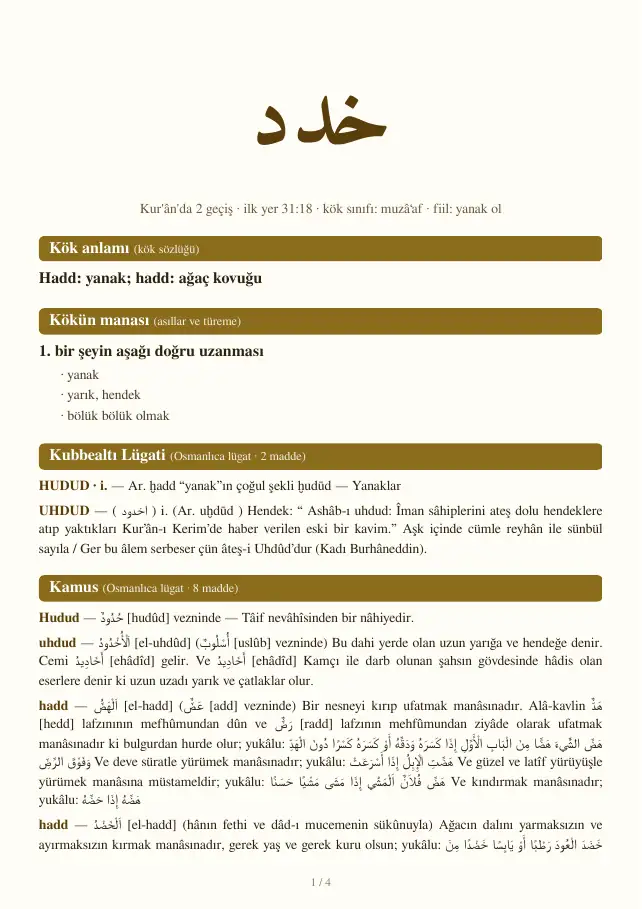 خدد
Kur'ân'da 2 geçiş · ilk yer 31:18 · kök sınıfı: muzâ'af · fiil: yanak ol
Kök anlamı (kök sözlüğü)
Hadd: yanak; hadd: ağaç kovuğu
Kökün manası (asıllar ve türeme)
1. bir şeyin aşağı doğru uzanması
· yanak
· yarık, hendek
· bölük bölük olmak
Kubbealtı Lügati (Osmanlıca lügat · 2 madde)
HUDUD · i. — Ar. ḫadd “yanak”ın çoğul şekli ḫudūd — Yanaklar
UHDUD — ( اخدود ) i. (Ar. uḫdūd ) Hendek: “ Ashâb-ı uhdud: Îman sâhiplerini ateş dolu hendeklere
atıp yaktıkları Kur’ân-ı Kerim’de haber verilen eski bir kavim.” Aşk içinde cümle reyhân ile sünbül
sayıla / Ger bu âlem serbeser çün âteş-i Uhdûd’dur (Kadı Burhâneddin).
Kamus (Osmanlıca lügat · 8 madde)
Hudud — حُدُودٌ [hudûd] vezninde — Tâif nevâhîsinden bir nâhiyedir.
uhdud — اَلْأُخْدُودُ [el-uhdûd] (أُسْلُوبٌ [uslûb] vezninde) Bu dahi yerde olan uzun yarığa ve hendeğe denir.
Cemi أَخَادِيدُ [ehâdîd] gelir. Ve أَخَادِيدُ [ehâdîd] Kamçı ile darb olunan şahsın gövdesinde hâdis olan
eserlere denir ki uzun uzadı yarık ve çatlaklar olur.
hadd — اَلْهَضُّ [el-hadd] (عَضٌّ [add] vezninde) Bir nesneyi kırıp ufatmak manâsınadır. Alâ-kavlin هَدٌّ
[hedd] lafzınının mefhûmundan dûn ve رَضٌّ [radd] lafzının mehfûmundan ziyâde olarak ufatmak
manâsınadır ki bulgurdan hurde olur; yukâlu: هَضَّ الشَّيْءَ هَضًّا مِنَ الْبَابِ الْأَوَّلِ إِذَا كَسَرَهُ وَدَقَّهُ أَوْ كَسَرَهُ كَسْرًا دُونَ الْهَدِّ
وَفَوْقَ الرَّضِّ Ve deve süratle yürümek manâsınadır; yukâlu: هَضَّتِ الْإِبِلُ إِذَا أَسْرَعَتْ Ve güzel ve latîf yürüyüşle
yürümek manâsına müstameldir; yukâlu: هَضَّ فُلَانٌ اَلْمَشْيَ إِذَا مَشَى مَشْيًا حَسَنًا Ve kındırmak manâsınadır;
yukâlu: هَضَّهُ إِذَا حَضَّهُ
hadd — اَلْخَضْدُ [el-hadd] (hânın fethi ve dâd-ı mucemenin sükûnuyla) Ağacın dalını yarmaksızın ve
ayırmaksızın kırmak manâsınadır, gerek yaş ve gerek kuru olsun; yukâlu: خَضَدَ الْعُودَ رَطْبًا أَوْ يَابِسًا خَضْدًا مِنَ
1 / 4